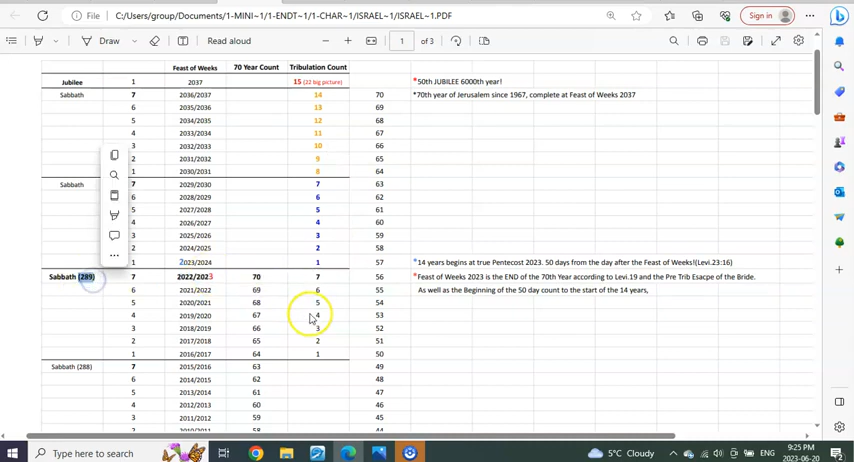 File
C:/Users/group/Documents/1-MINI~1/1-ENDT~1/1-CHAR~1/ISRAEL~1/ISRAEL~1.PDF
Sign in
Draw
Read aloud
1
of 3
Feast of Weeks 70 Year Count Tribulation Count
Jubilee 1 2037 15 (22 big picture) *50th JUBILEE 6000th year!
Sabbath 7 2036/2037 14 70 *70th year of Jerusalem since 1967, complete at Feast of Weeks 2037
6 2035/2036 13 69
5 2034/2035 12 68
4 2033/2034 11 67
3 2032/2033 10 66
2 2031/2032 9 65
1 2030/2031 8 64
Sabbath 7 2029/2030 7 63
6 2028/2029 6 62
5 2027/2028 5 61
4 2026/2027 4 60
3 2025/2026 3 59
2 2024/2025 2 58
1 2023/2024 1 57 *14 years begins at true Pentecost 2023. 50 days from the day after the Feast of Weeks!(Levi.23:16)
Sabbath (289) 7 2022/2023 70 7 56 *Feast of Weeks 2023 is the END of the 70th Year according to Levi.19 and the Pre Trib Esacpe of the Bride.
6 2021/2022 69 6 55 As well as the Beginning of the 50 day count to the start of the 14 years,
5 2020/2021 68 5 54
4 2019/2020 67 4 53
3 2018/2019 66 3 52
2 2017/2018 65 2 51
1 2016/2017 64 1 50
Sabbath (288) 7 2015/2016 63 49
6 2014/2015 62 48
5 2013/2014 61 47
4 2012/2013 60 46
3 2011/2012 59 45
2 2010/2011 58 44
Type here to search
5°C Cloudy
ENG
9:25 PM
2023-06-20
2